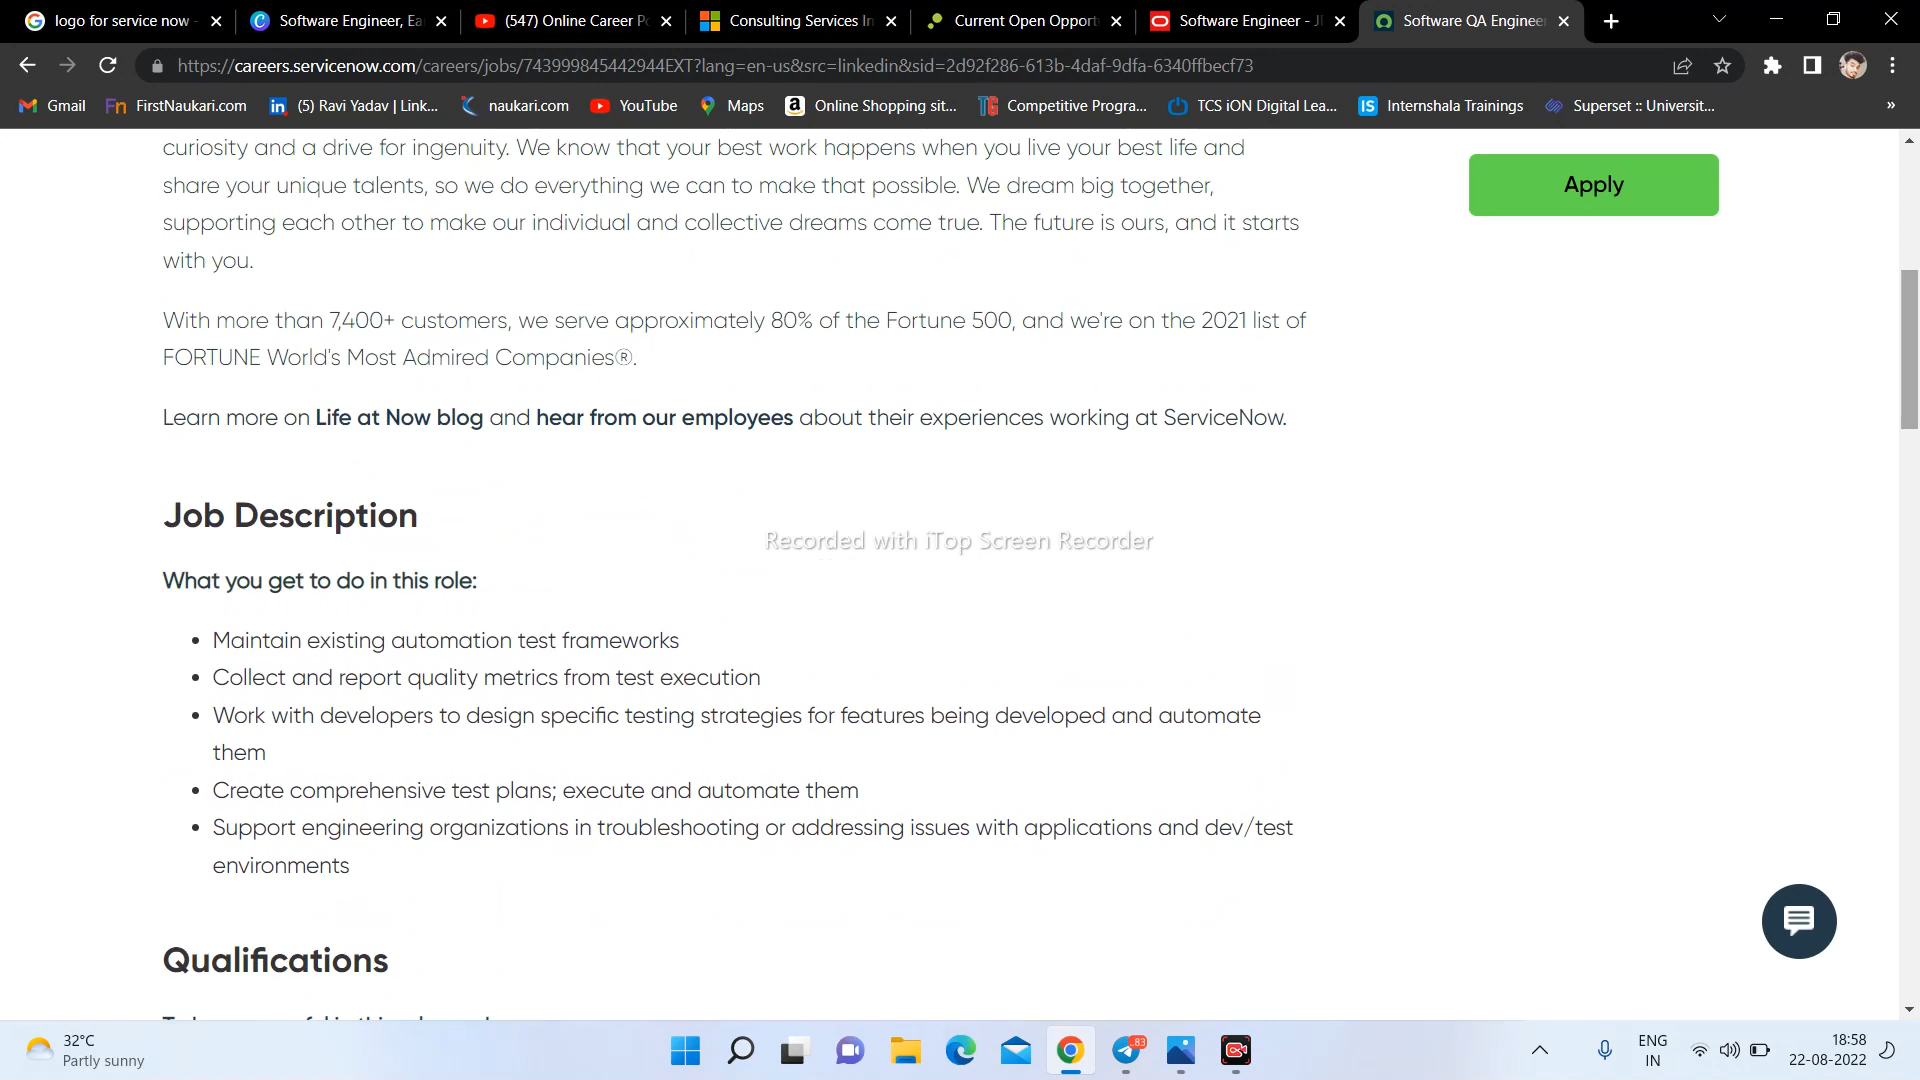 logo for service now -
Software Engineer, Ea
(547) Online Career Po
Consulting Services In
Current Open Opport
Software Engineer - JI
Software QA Enginee
https://careers.servicenow.com/careers/jobs/743999845442944EXT?lang=en-us&src=linkedin&sid=2d92f286-613b-4daf-9dfa-6340ffbecf73
Gmail
FirstNaukari.com
(5) Ravi Yadav | Link...
naukari.com
YouTube
Maps
Online Shopping sit...
Competitive Progra...
TCS iON Digital Lea...
Internshala Trainings
Superset :: Universit...
curiosity and a drive for ingenuity. We know that your best work happens when you live your best life and
share your unique talents, so we do everything we can to make that possible. We dream big together,
supporting each other to make our individual and collective dreams come true. The future is ours, and it starts
with you.
Apply
With more than 7,400+ customers, we serve approximately 80% of the Fortune 500, and we're on the 2021 list of
FORTUNE World's Most Admired Companies®.
Learn more on Life at Now blog and hear from our employees about their experiences working at ServiceNow.
Job Description
Recorded with iTop Screen Recorder
What you get to do in this role:
• Maintain existing automation test frameworks
• Collect and report quality metrics from test execution
• Work with developers to design specific testing strategies for features being developed and automate
them
• Create comprehensive test plans; execute and automate them
• Support engineering organizations in troubleshooting or addressing issues with applications and dev/test
environments
Qualifications
32°C
Partly sunny
83
ENG
IN
18:58
22-08-2022